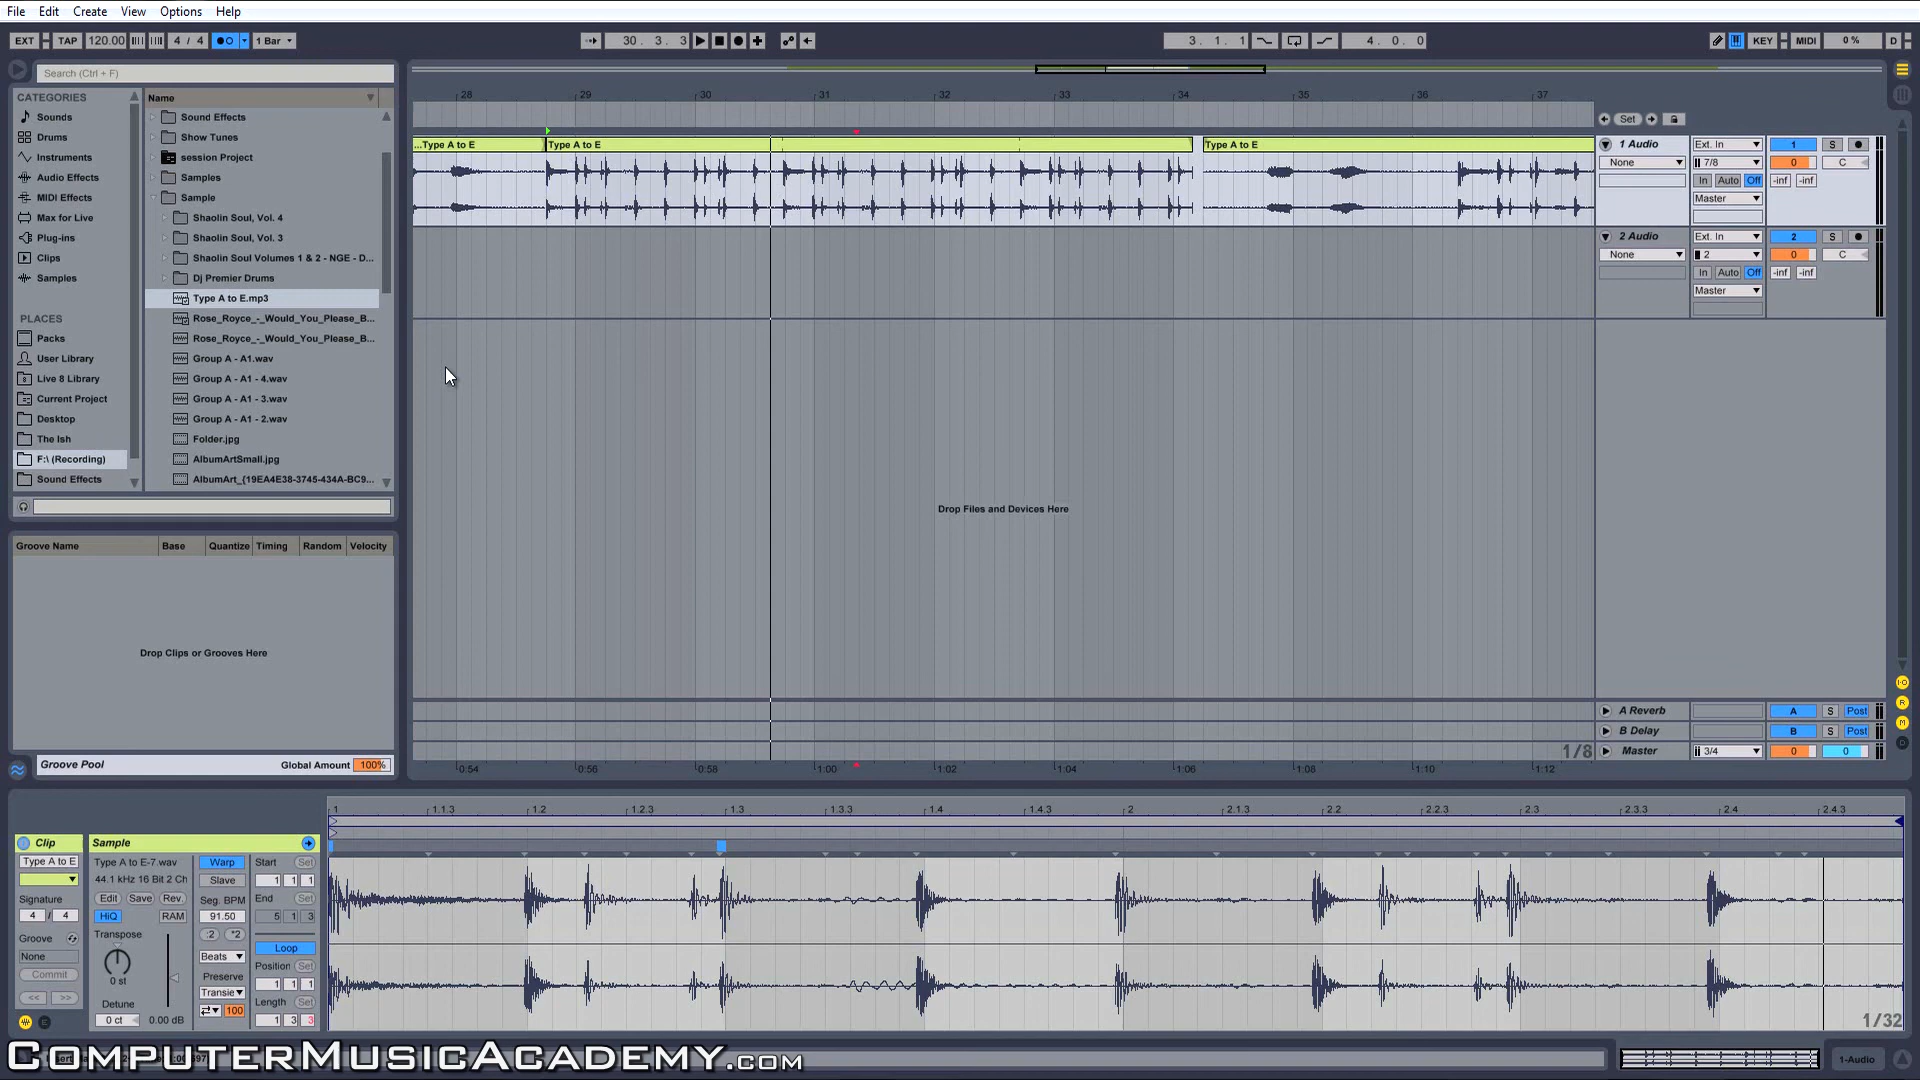 File Edit Create View Options Help
EXT TAP 120.00 4 / 4 1 Bar 30. 3. 3 3. 1. 1 4. 0. 0 KEY MIDI 0 % D
Search (Ctrl + F)
CATEGORIES
Sounds
Drums
Instruments
Audio Effects
MIDI Effects
Max for Live
Plug-ins
Clips
Samples
PLACES
Packs
User Library
Live 8 Library
Current Project
Desktop
The Ish
F:\ (Recording)
Sound Effects
Name
Sound Effects
Show Tunes
session Project
Samples
Sample
Shaolin Soul, Vol. 4
Shaolin Soul, Vol. 3
Shaolin Soul Volumes 1 & 2 - NGE - D...
Dj Premier Drums
Type A to E.mp3
Rose_Royce_-_Would_You_Please_B...
Rose_Royce_-_Would_You_Please_B...
Group A - A1.wav
Group A - A1 - 4.wav
Group A - A1 - 3.wav
Group A - A1 - 2.wav
Folder.jpg
AlbumArtSmall.jpg
AlbumArt_{19EA4E38-3745-434A-BC9...
Groove Name Base Quantize Timing Random Velocity
Drop Clips or Grooves Here
Groove Pool Global Amount 100%
28 29 30 31 32 33 34 35 36 37
Set
...Type A to E Type A to E Type A to E
1 Audio Ext. In 1 S
None 7/8 0 C
In Auto Off -inf -inf
Master
2 Audio Ext. In 2 S
None 2 0 C
In Auto Off -inf -inf
Master
Drop Files and Devices Here
A Reverb A S Post
B Delay B S Post
1/8 Master 3/4 0 0
0:54 0:56 0:58 1:00 1:02 1:04 1:06 1:08 1:10 1:12
1 1.1.3 1.2 1.2.3 1.3 1.3.3 1.4 1.4.3 2 2.1.3 2.2 2.2.3 2.3 2.3.3 2.4 2.4.3
Clip
Type A to E
Signature
4 / 4
Groove
None
Commit
<< >>
Sample
Type A to E-7.wav
44.1 kHz 16 Bit 2 Ch
Edit Save Rev.
HiQ RAM
Transpose
0 st
Detune
0 ct 0.00 dB
Warp
Slave
Seg. BPM
91.50
:2 *2
Beats
Preserve
Transie
100
Start Set
1 1 1
End Set
5 1 3
Loop
Position Set
1 1 1
Length Set
1 3 3
1/32
COMPUTERMUSICACADEMY.COM
1-Audio